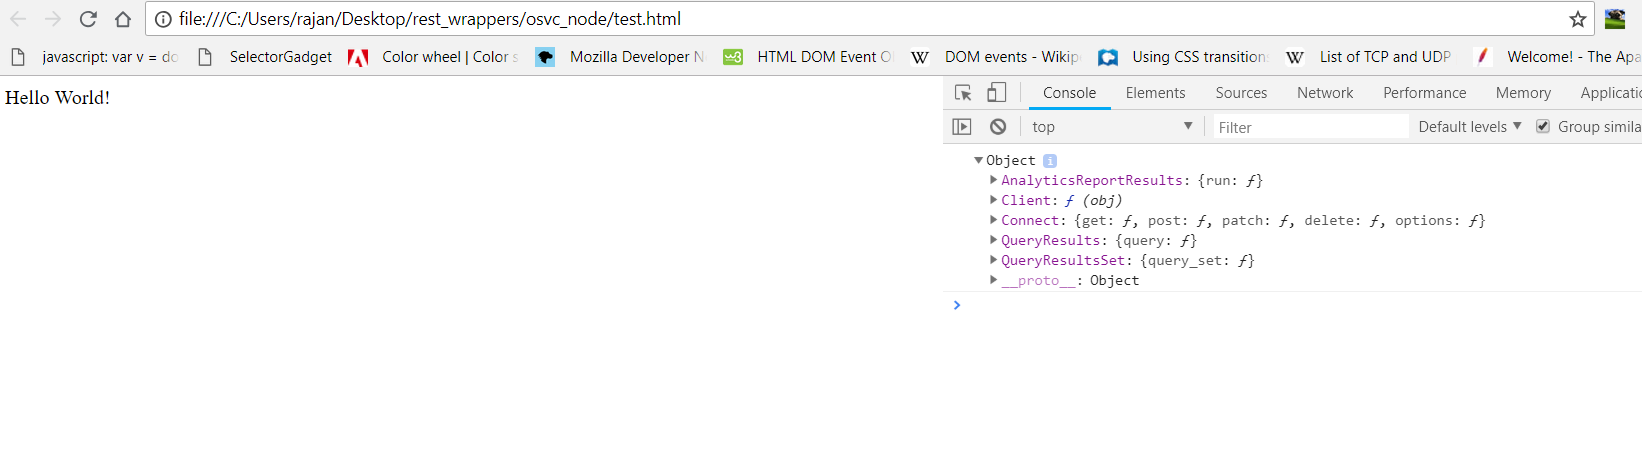 file:///C:/Users/rajan/Desktop/rest_wrappers/osvc_node/test.html
javascript: var v = do SelectorGadget Color wheel | Color s Mozilla Developer N HTML DOM Event O DOM events - Wikip Using CSS transitions List of TCP and UDP Welcome! - The Apa
Hello World!
Console Elements Sources Network Performance Memory Applicatio
top Filter Default levels Group simila
Object i
AnalyticsReportResults: {run: ƒ}
Client: ƒ (obj)
Connect: {get: ƒ, post: ƒ, patch: ƒ, delete: ƒ, options: ƒ}
QueryResults: {query: ƒ}
QueryResultsSet: {query_set: ƒ}
__proto__: Object